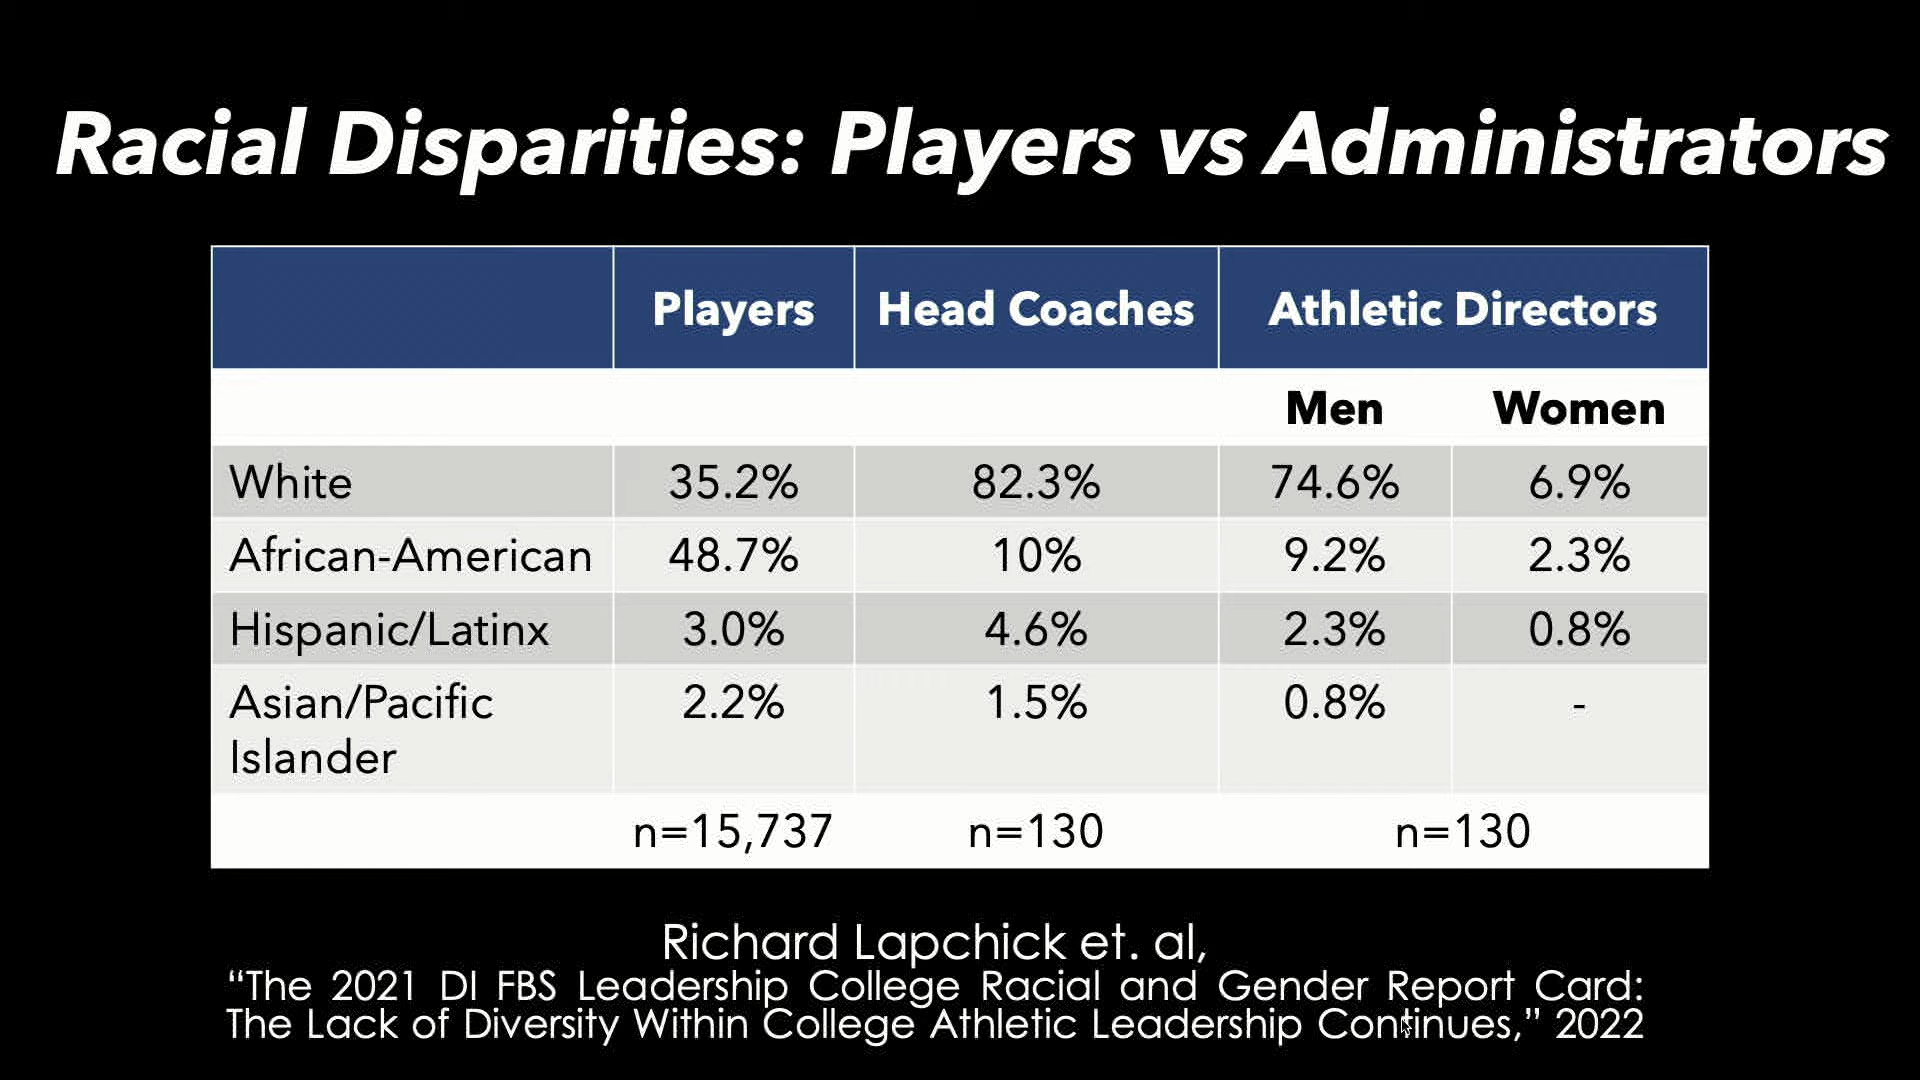 Racial Disparities: Players vs Administrators
Players Head Coaches Athletic Directors
Men Women
White 35.2% 82.3% 74.6% 6.9%
African-American 48.7% 10% 9.2% 2.3%
Hispanic/Latinx 3.0% 4.6% 2.3% 0.8%
Asian/Pacific 2.2% 1.5% 0.8% -
Islander
n=15,737 n=130 n=130
Richard Lapchick et. al,
“The 2021 DI FBS Leadership College Racial and Gender Report Card:
The Lack of Diversity Within College Athletic Leadership Continues,” 2022